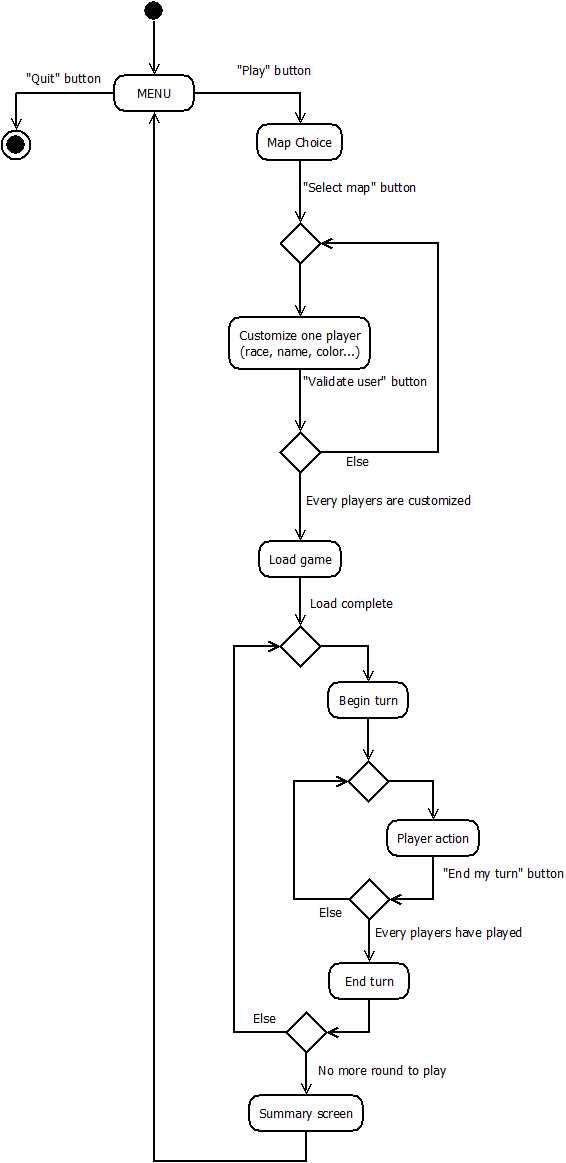 "Play" button
"Quit" button
MENU
Map Choice
"Select map" button
Customize one player
(race, name, color...)
"Validate user" button
Else
Every players are customized
Load game
Load complete
Begin turn
Player action
"End my turn" button
Else
Every players have played
End turn
Else
No more round to play
Summary screen